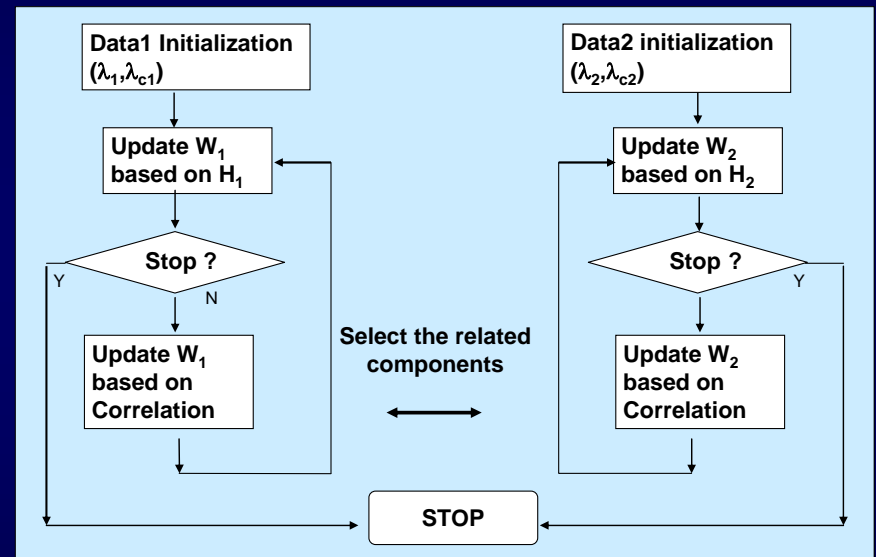 Data1 Initialization
(λ₁,λc₁)
Update W₁
based on H₁
Stop ?
Y
N
Update W₁
based on
Correlation
Select the related
components
Data2 initialization
(λ₂,λc₂)
Update W₂
based on H₂
Stop ?
Y
Update W₂
based on
Correlation
STOP